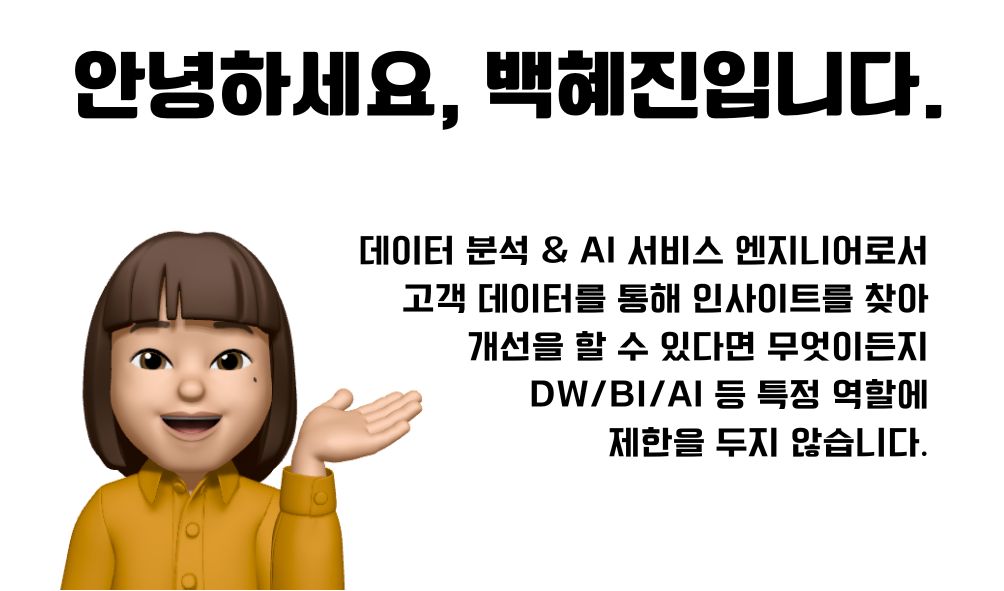 안녕하세요, 백혜진입니다.
데이터 분석 & AI 서비스 엔지니어로서
고객 데이터를 통해 인사이트를 찾아
개선을 할 수 있다면 무엇이든지
DW/BI/AI 등 특정 역할에
제한을 두지 않습니다.